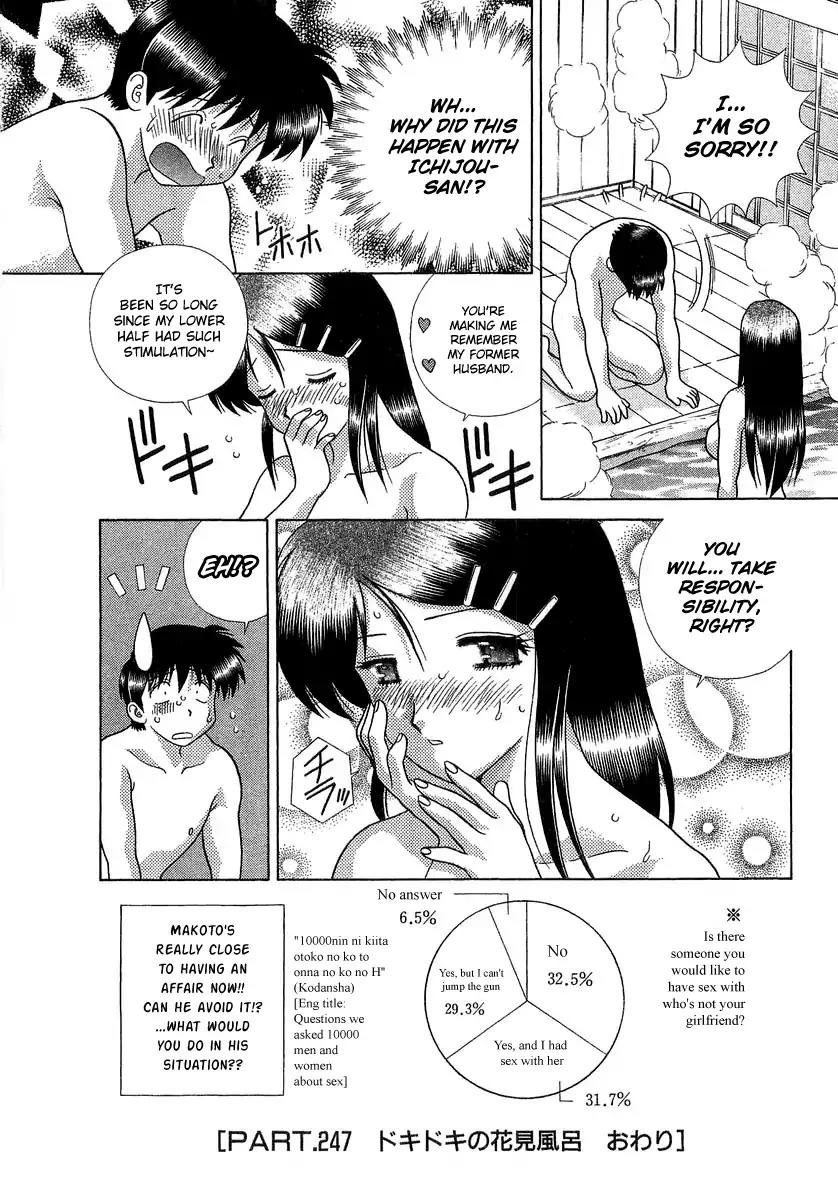 I...
I'M SO
SORRY!!
WH...
WHY DID THIS
HAPPEN WITH
ICHIJOU-
SAN!?
ドホホ
YOU'RE
MAKING ME
REMEMBER
MY FORMER
HUSBAND.
IT'S
BEEN SO LONG
SINCE MY LOWER
HALF HAD SUCH
STIMULATION~
ドキ
YOU
WILL... TAKE
RESPON-
SIBILITY,
RIGHT?
チラッ
EH!?
※
Is there
someone you
would like to
have sex with
who's not your
girlfriend?
No answer
6.5%
No
32.5%
Yes, but I can't
jump the gun
29.3%
Yes, and I had
sex with her
31.7%
"10000nin ni kiita
otoko no ko to
onna no ko no H"
(Kodansha)
[Eng title:
Questions we
asked 10000
men and
women
about sex]
MAKOTO'S
REALLY CLOSE
TO HAVING AN
AFFAIR NOW!!
CAN HE AVOID IT!?
...WHAT WOULD
YOU DO IN HIS
SITUATION??
[PART.247 ドキドキの花見風呂 おわり]